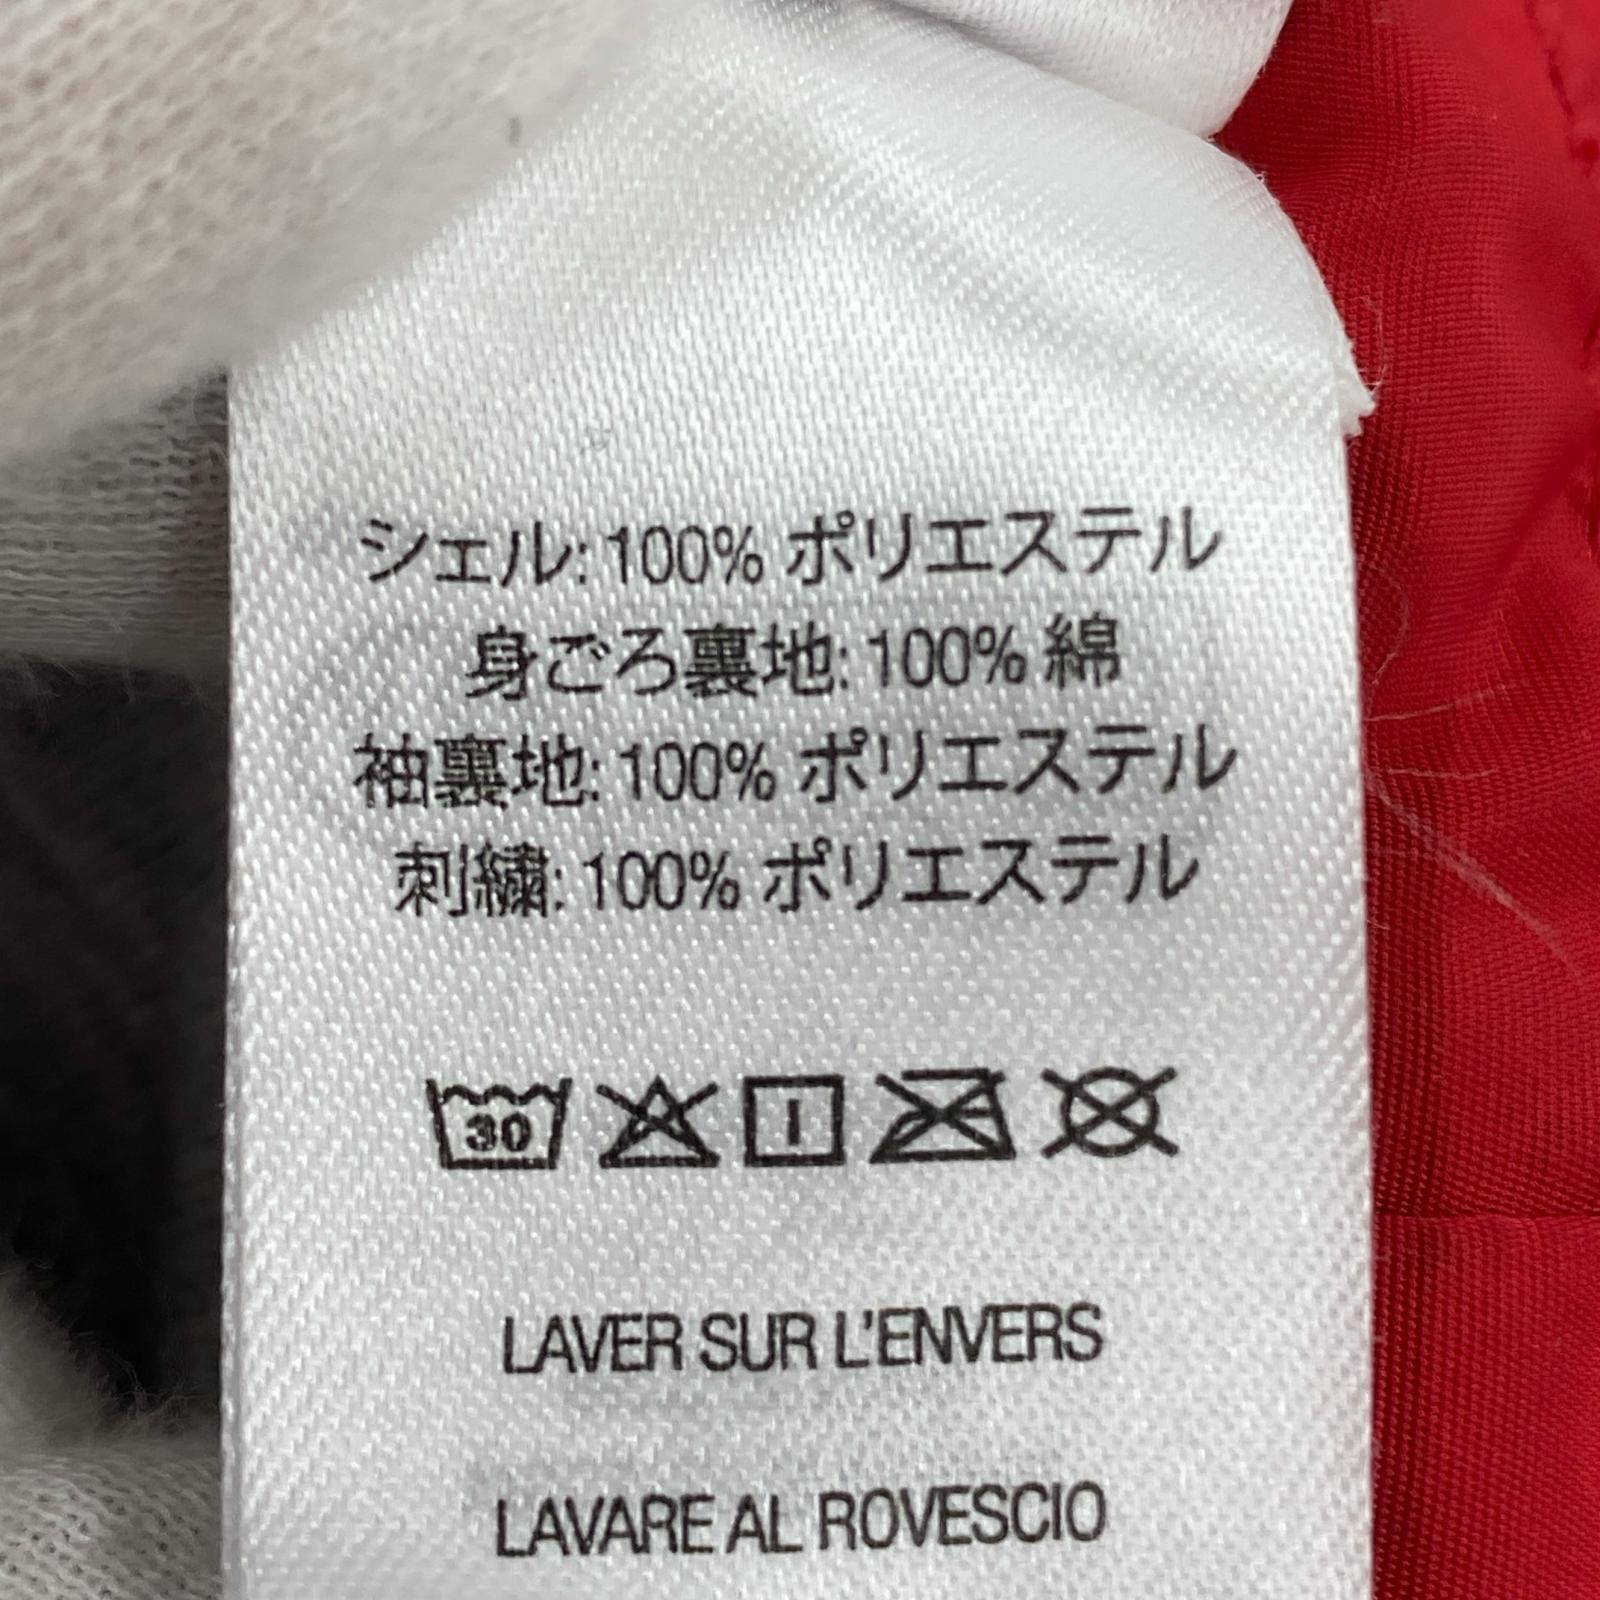 シェル: 100% ポリエステル
身ごろ裏地: 100% 綿
袖裏地: 100% ポリエステル
刺繍: 100% ポリエステル
30
LAVER SUR L'ENVERS
LAVARE AL ROVESCIO